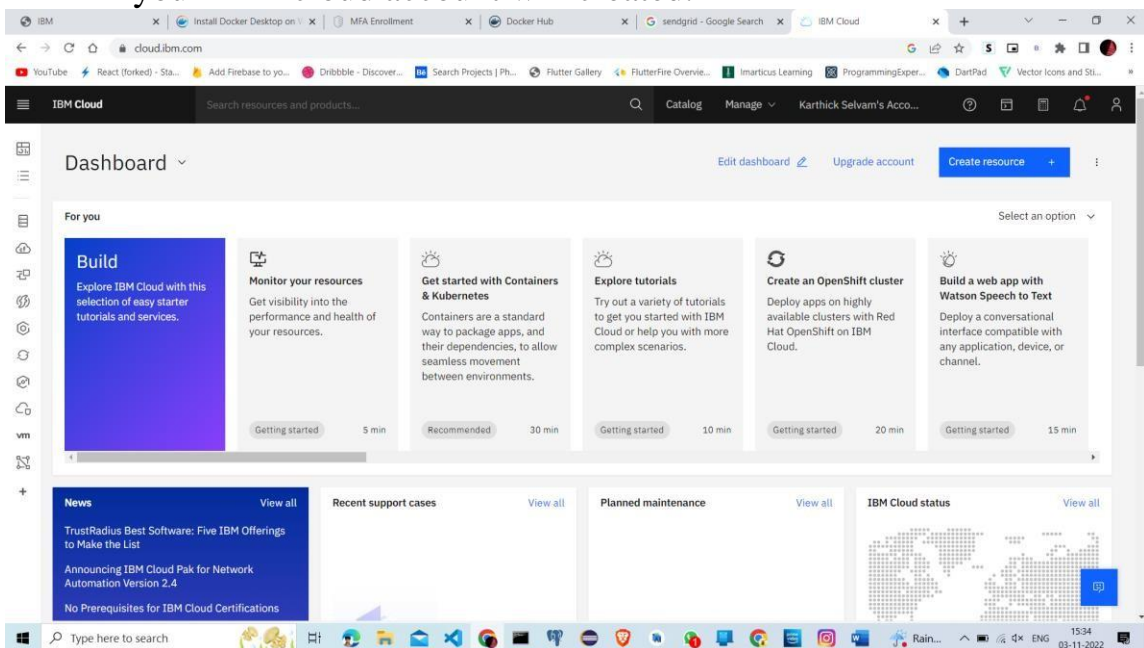 IBM
Install Docker Desktop on
MFA Enrollment
Docker Hub
sendgrid - Google Search
IBM Cloud
cloud.ibm.com
YouTube
React (forked) - Sta...
Add Firebase to yo...
Dribbble - Discover...
Search Projects | Ph...
Flutter Gallery
FlutterFire Overvie...
Imarticus Learning
ProgrammingExper...
DartPad
Vector Icons and Sti...
IBM Cloud
Search resources and products...
Catalog
Manage
Karthick Selvam's Acco...
Dashboard
Edit dashboard
Upgrade account
Create resource +
For you
Select an option
Build
Explore IBM Cloud with this
selection of easy starter
tutorials and services.
Monitor your resources
Get visibility into the
performance and health of
your resources.
Getting started 5 min
Get started with Containers
& Kubernetes
Containers are a standard
way to package apps, and
their dependencies, to allow
seamless movement
between environments.
Recommended 30 min
Explore tutorials
Try out a variety of tutorials
to get you started with IBM
Cloud or help you with more
complex scenarios.
Getting started 10 min
Create an OpenShift cluster
Deploy apps on highly
available clusters with Red
Hat OpenShift on IBM
Cloud.
Getting started 20 min
Build a web app with
Watson Speech to Text
Deploy a conversational
interface compatible with
any application, device, or
channel.
Getting started 15 min
vm
News View all
TrustRadius Best Software: Five IBM Offerings
to Make the List
Announcing IBM Cloud Pak for Network
Automation Version 2.4
No Prerequisites for IBM Cloud Certifications
Recent support cases View all
Planned maintenance View all
IBM Cloud status View all
Type here to search
Rain...
ENG
15:34
03-11-2022